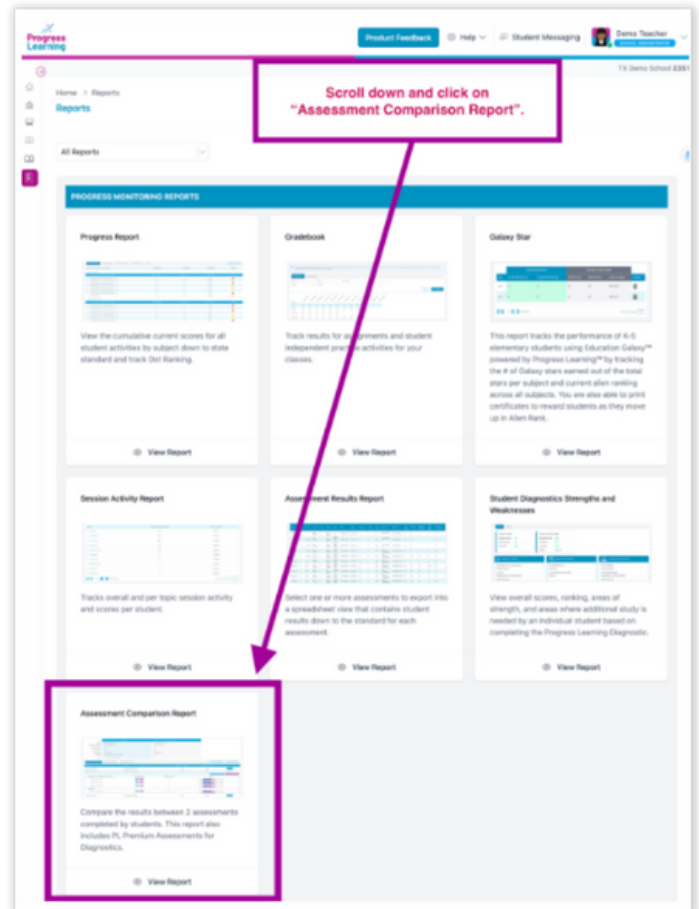 Progress
Learning
Product Feedback
Help
Student Messaging
Demo Teacher
TX Demo School
Home > Reports
Reports
Scroll down and click on
"Assessment Comparison Report".
All Reports
PROGRESS MONITORING REPORTS
Progress Report
View the cumulative current scores for all
student activities by subject down to state
standard and track Dist Ranking.
View Report
Gradebook
Track results for assignments and student
independent practice activities for your
classes.
View Report
Galaxy Star
This report tracks the performance of K-5
elementary students using Education Galaxy™
powered by Progress Learning™ by tracking
the # of Galaxy stars earned out of the total
stars per subject and current alien ranking
across all subjects. You are also able to print
certificates to reward students as they move
up in Alien Rank.
View Report
Session Activity Report
Tracks overall and per topic session activity
and scores per student.
View Report
Assessment Results Report
Select one or more assessments to export into
a spreadsheet view that contains student
results down to the standard for each
assessment.
View Report
Student Diagnostics Strengths and
Weaknesses
View overall scores, ranking, areas of
strength, and areas where additional study is
needed by an individual student based on
completing the Progress Learning Diagnostic.
View Report
Assessment Comparison Report
Compare the results between 2 assessments
completed by students. This report also
includes PL Premium Assessments for
Diagnostics.
View Report